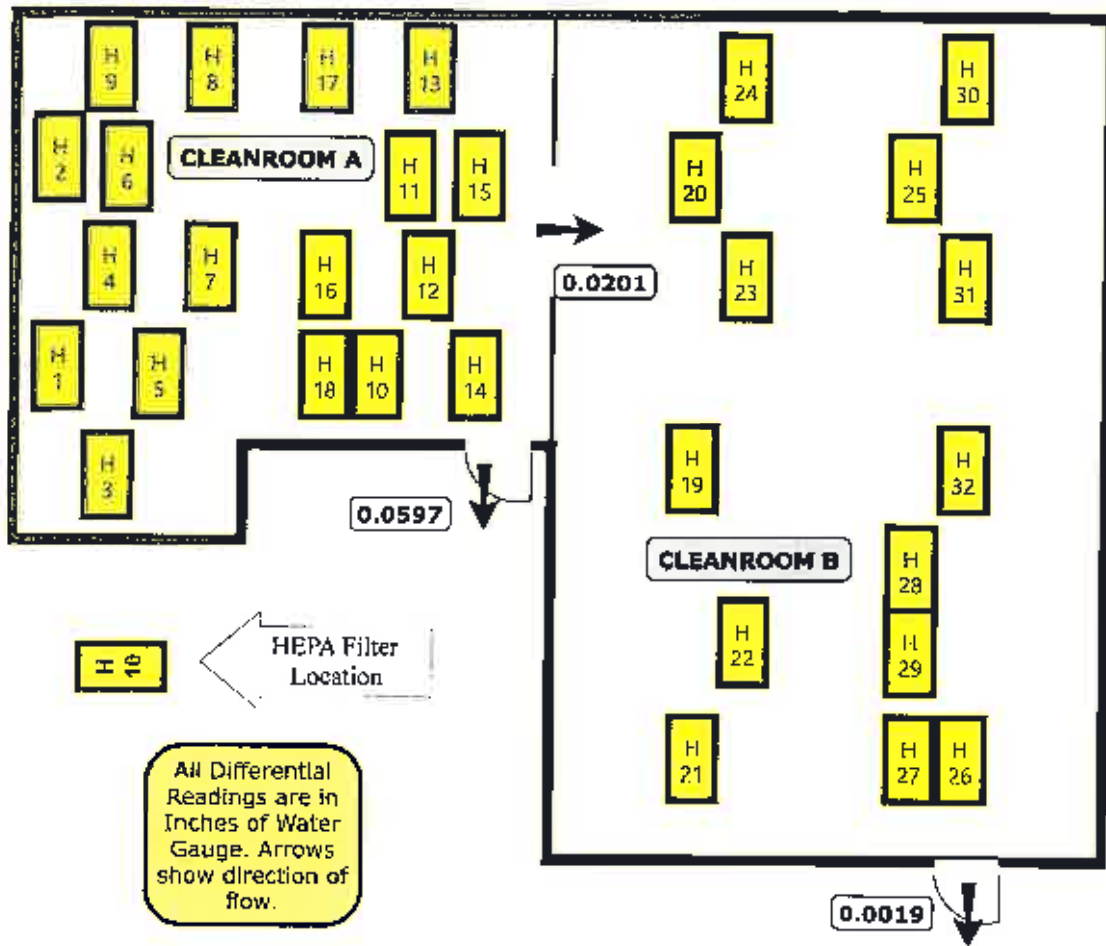 H
9
H
8
H
17
H
13
H
24
H
30
H
2
H
6
CLEANROOM A
H
11
H
15
H
20
H
25
H
4
H
7
H
16
H
12
0.0201
H
23
H
31
H
1
H
5
H
18
H
10
H
14
H
3
0.0597
H
19
H
32
CLEANROOM B
H
28
H
10
HEPA Filter
Location
H
22
H
29
H
21
H
27
H
26
All Differential
Readings are in
Inches of Water
Gauge. Arrows
show direction of
flow.
0.0019